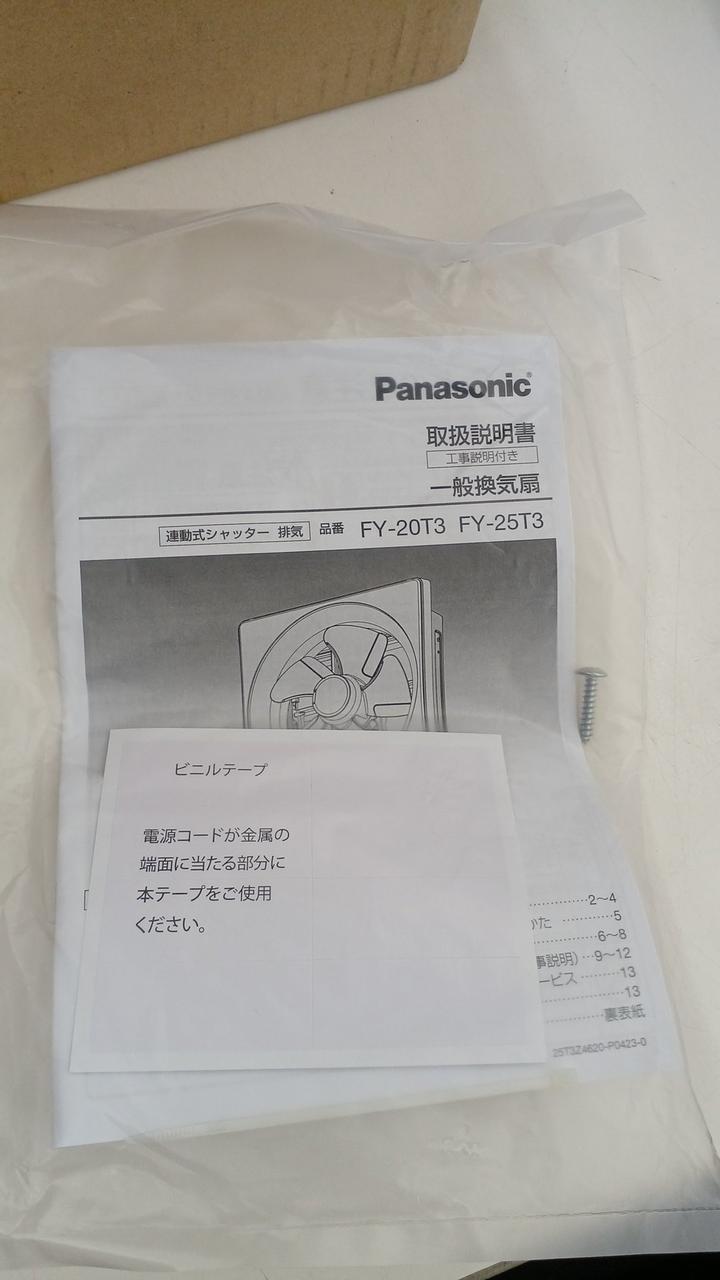 Panasonic®
取扱説明書
工事説明付き
一般換気扇
連動式シャッター 排気 品番 FY-20T3 FY-25T3
ビニルテープ
電源コードが金属の
端面に当たる部分に
本テープをご使用
ください。
……………2〜4
かた …………5
……………6〜8
事説明)…9〜12
ービス………13
……………13
……………裏表紙
25T3Z4620-P0423-0